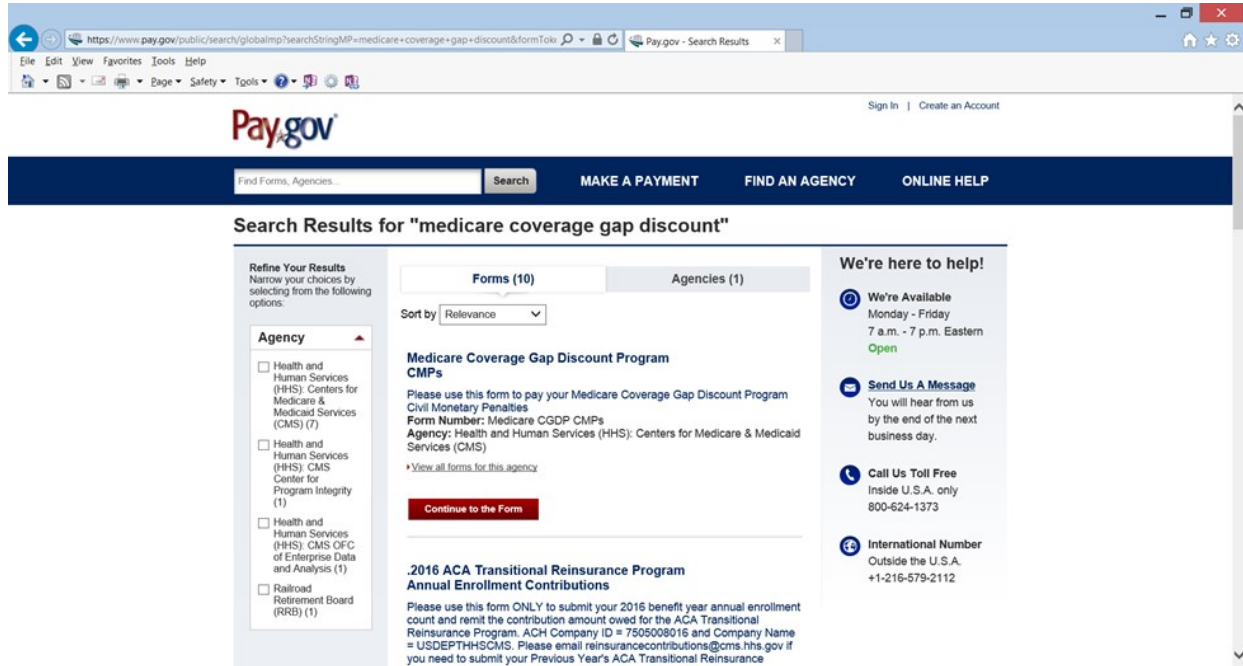 https://www.pay.gov/public/search/globalmp?searchStringMP=medicare+coverage+gap+discount&formTok
Pay.gov - Search Results
File Edit View Favorites Tools Help
Page Safety Tools
Sign In | Create an Account
Pay.gov
Find Forms, Agencies...
Search
MAKE A PAYMENT
FIND AN AGENCY
ONLINE HELP
Search Results for "medicare coverage gap discount"
Refine Your Results
Narrow your choices by
selecting from the following
options:
Agency
Health and
Human Services
(HHS): Centers for
Medicare &
Medicaid Services
(CMS) (7)
Health and
Human Services
(HHS): CMS
Center for
Program Integrity
(1)
Health and
Human Services
(HHS): CMS OFC
of Enterprise Data
and Analysis (1)
Railroad
Retirement Board
(RRB) (1)
Forms (10)
Agencies (1)
Sort by Relevance
Medicare Coverage Gap Discount Program
CMPs
Please use this form to pay your Medicare Coverage Gap Discount Program
Civil Monetary Penalties
Form Number: Medicare CGDP CMPs
Agency: Health and Human Services (HHS): Centers for Medicare & Medicaid
Services (CMS)
View all forms for this agency
Continue to the Form
.2016 ACA Transitional Reinsurance Program
Annual Enrollment Contributions
Please use this form ONLY to submit your 2016 benefit year annual enrollment
count and remit the contribution amount owed for the ACA Transitional
Reinsurance Program. ACH Company ID = 7505008016 and Company Name
= USDEPTHHSCMS. Please email reinsurancecontributions@cms.hhs.gov if
you need to submit your Previous Year's ACA Transitional Reinsurance
We're here to help!
We're Available
Monday - Friday
7 a.m. - 7 p.m. Eastern
Open
Send Us A Message
You will hear from us
by the end of the next
business day.
Call Us Toll Free
Inside U.S.A. only
800-624-1373
International Number
Outside the U.S.A.
+1-216-579-2112